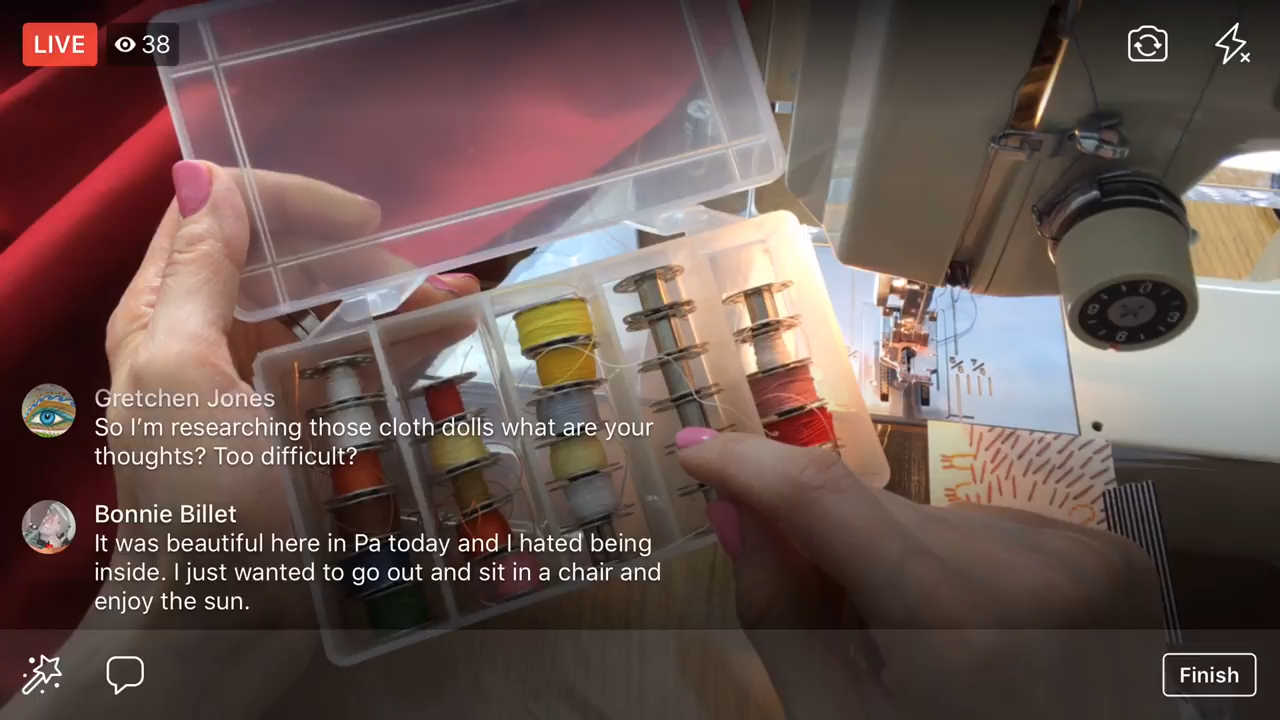 LIVE
38
Gretchen Jones
So I’m researching those cloth dolls what are your
thoughts? Too difficult?
Bonnie Billet
It was beautiful here in Pa today and I hated being
inside. I just wanted to go out and sit in a chair and
enjoy the sun.
Finish